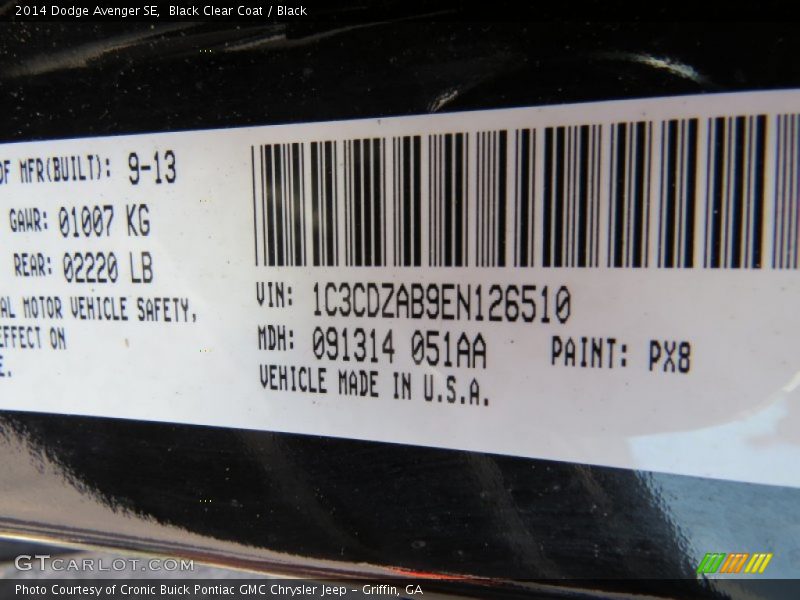 2014 Dodge Avenger SE, Black Clear Coat / Black
OF MFR(BUILT): 9-13
GAWR: 01007 KG
REAR: 02220 LB
AL MOTOR VEHICLE SAFETY,
EFFECT ON
E.
VIN: 1C3CDZAB9EN126510
MDH: 091314 051AA
PAINT: PX8
VEHICLE MADE IN U.S.A.
GTCARLOT.COM
Photo Courtesy of Cronic Buick Pontiac GMC Chrysler Jeep - Griffin, GA